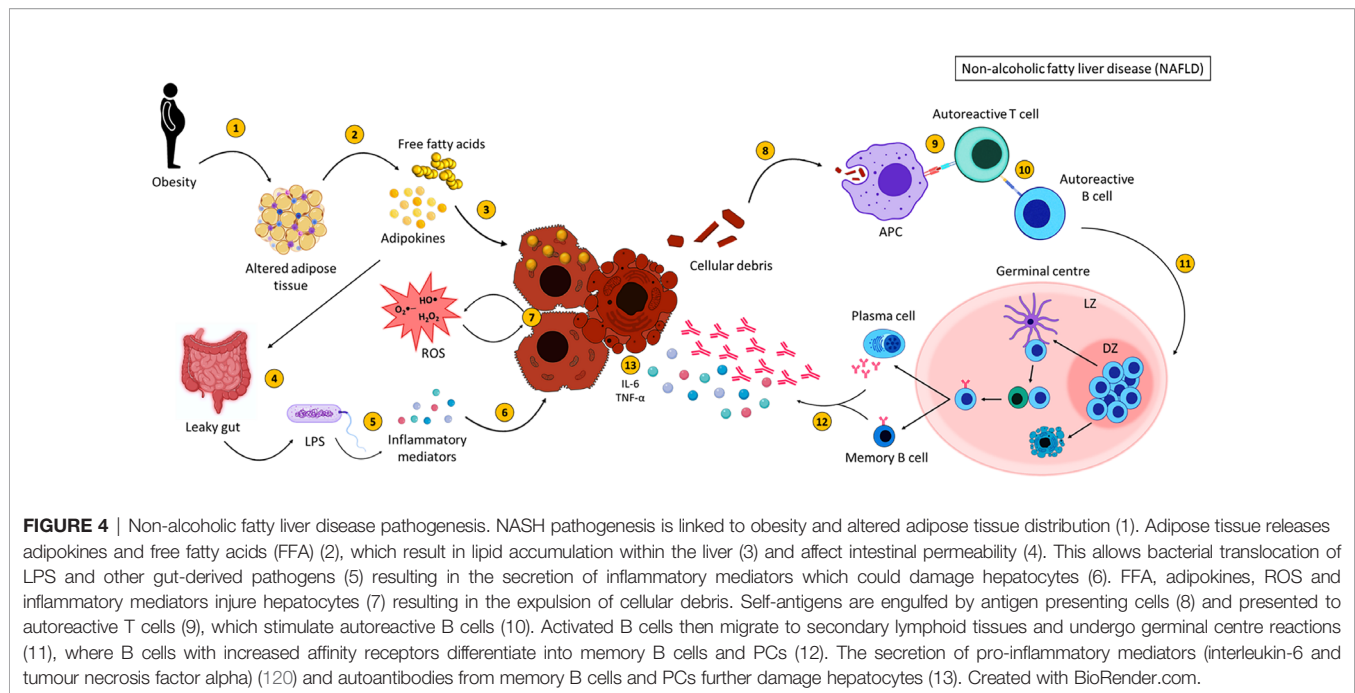 Non-alcoholic fatty liver disease (NAFLD)
Obesity
1
2
Free fatty acids
Adipokines
3
Altered adipose
tissue
8
Cellular debris
9
Autoreactive T cell
10
APC
Autoreactive
B cell
11
O₂•— HO•
H₂O₂
ROS
7
13
IL-6
TNF-α
Leaky gut
4
LPS
5
Inflammatory
mediators
6
Germinal centre
LZ
DZ
Plasma cell
Memory B cell
12
FIGURE 4 | Non-alcoholic fatty liver disease pathogenesis. NASH pathogenesis is linked to obesity and altered adipose tissue distribution (1). Adipose tissue releases
adipokines and free fatty acids (FFA) (2), which result in lipid accumulation within the liver (3) and affect intestinal permeability (4). This allows bacterial translocation of
LPS and other gut-derived pathogens (5) resulting in the secretion of inflammatory mediators which could damage hepatocytes (6). FFA, adipokines, ROS and
inflammatory mediators injure hepatocytes (7) resulting in the expulsion of cellular debris. Self-antigens are engulfed by antigen presenting cells (8) and presented to
autoreactive T cells (9), which stimulate autoreactive B cells (10). Activated B cells then migrate to secondary lymphoid tissues and undergo germinal centre reactions
(11), where B cells with increased affinity receptors differentiate into memory B cells and PCs (12). The secretion of pro-inflammatory mediators (interleukin-6 and
tumour necrosis factor alpha) (120) and autoantibodies from memory B cells and PCs further damage hepatocytes (13). Created with BioRender.com.